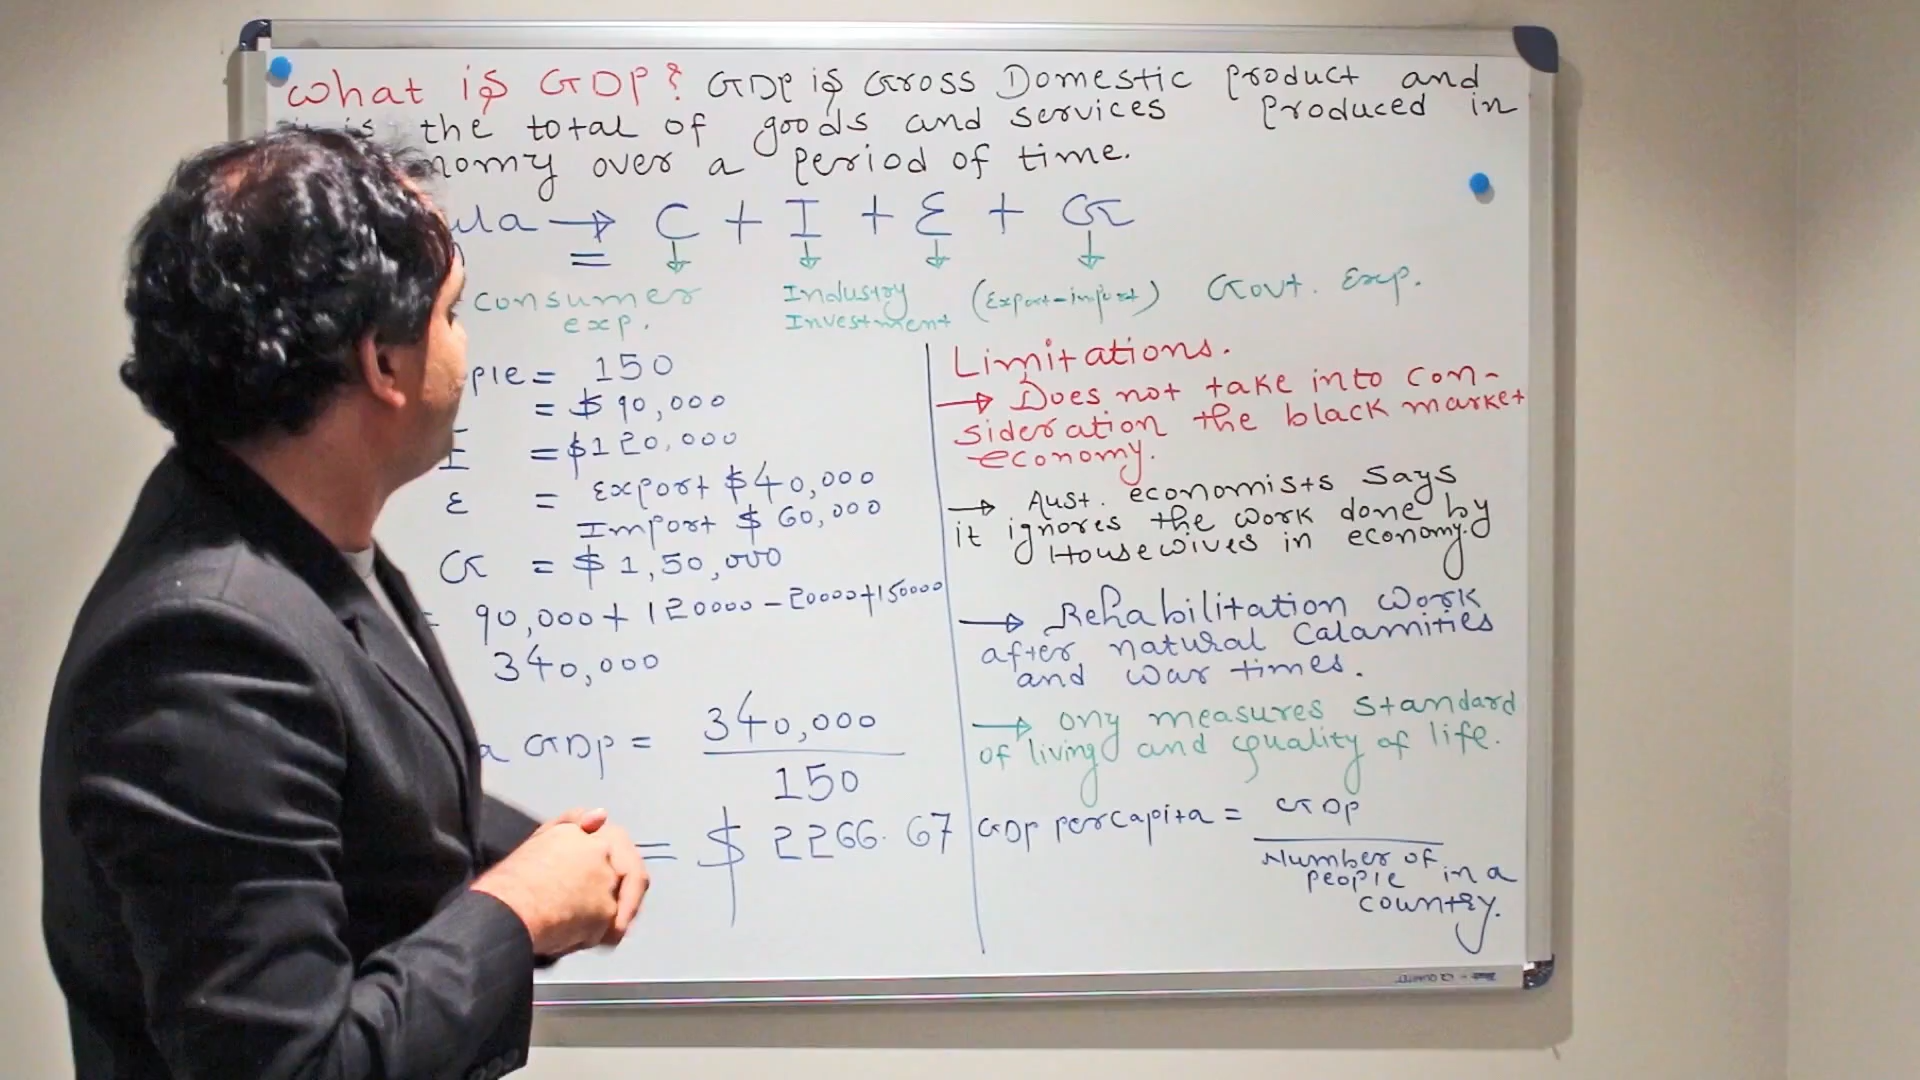 What is GDP? GDP is Gross Domestic product and
is the total of goods and services produced in
nomy over a period of time.
ula → C + I + E + G
=
consumer exp.
Industry Investment
(Export-import)
Govt. Exp.
ple = 150
= $90,000
I = $120,000
E = Export $40,000
Import $60,000
G = $1,50,000
= 90,000 + 120000 - 20000 + 150000
340,000
a GDP = 340,000
150
= $2266.67
Limitations.
→ Does not take into con-
sideration the black market
economy.
→ Aust. economists says
it ignores the work done by
Housewives in economy.
→ Rehabilitation work
after natural Calamities
and war times.
→ ony measures standard
of living and quality of life.
GDP percapita = GDP
Number of people in a
country.